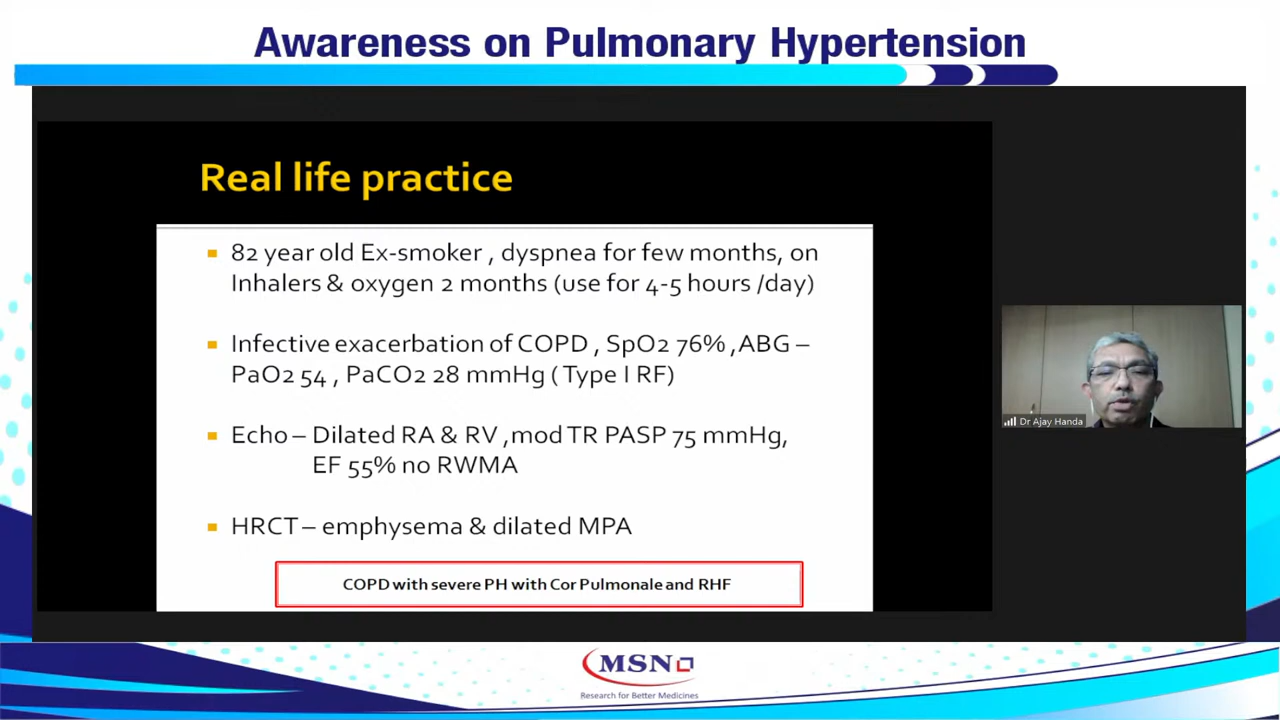 Awareness on Pulmonary Hypertension
Real life practice
82 year old Ex-smoker , dyspnea for few months, on
Inhalers & oxygen 2 months (use for 4-5 hours /day)
Infective exacerbation of COPD , SpO2 76% ,ABG –
PaO2 54 , PaCO2 28 mmHg ( Type I RF)
Echo – Dilated RA & RV ,mod TR PASP 75 mmHg,
EF 55% no RWMA
HRCT – emphysema & dilated MPA
COPD with severe PH with Cor Pulmonale and RHF
Dr Ajay Handa
MSN
Research for Better Medicines